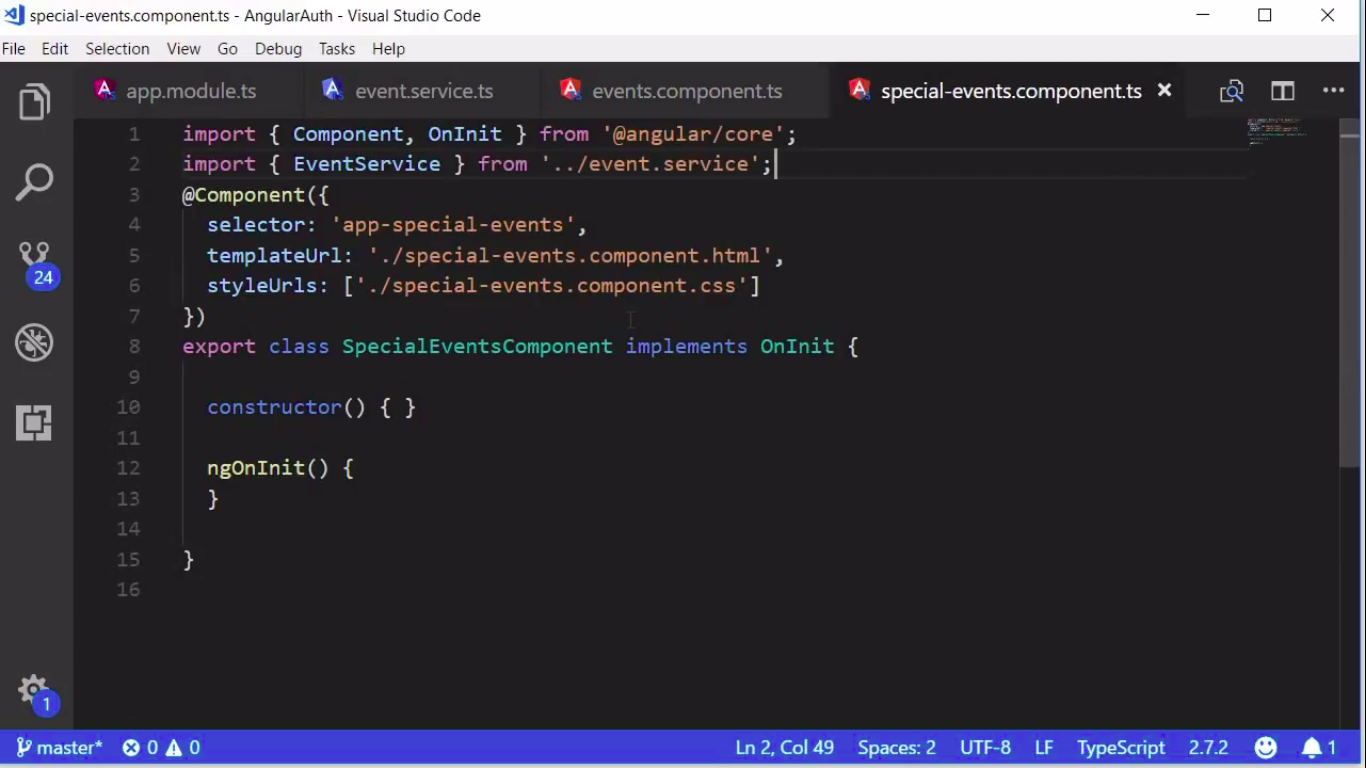 special-events.component.ts - AngularAuth - Visual Studio Code
File Edit Selection View Go Debug Tasks Help
app.module.ts event.service.ts events.component.ts special-events.component.ts
1 import { Component, OnInit } from '@angular/core';
2 import { EventService } from '../event.service';
3 @Component({
4 selector: 'app-special-events',
5 templateUrl: './special-events.component.html',
6 styleUrls: ['./special-events.component.css']
7 })
8 export class SpecialEventsComponent implements OnInit {
9
10 constructor() { }
11
12 ngOnInit() {
13 }
14
15 }
16
24
1
master* 0 0 Ln 2, Col 49 Spaces: 2 UTF-8 LF TypeScript 2.7.2 1